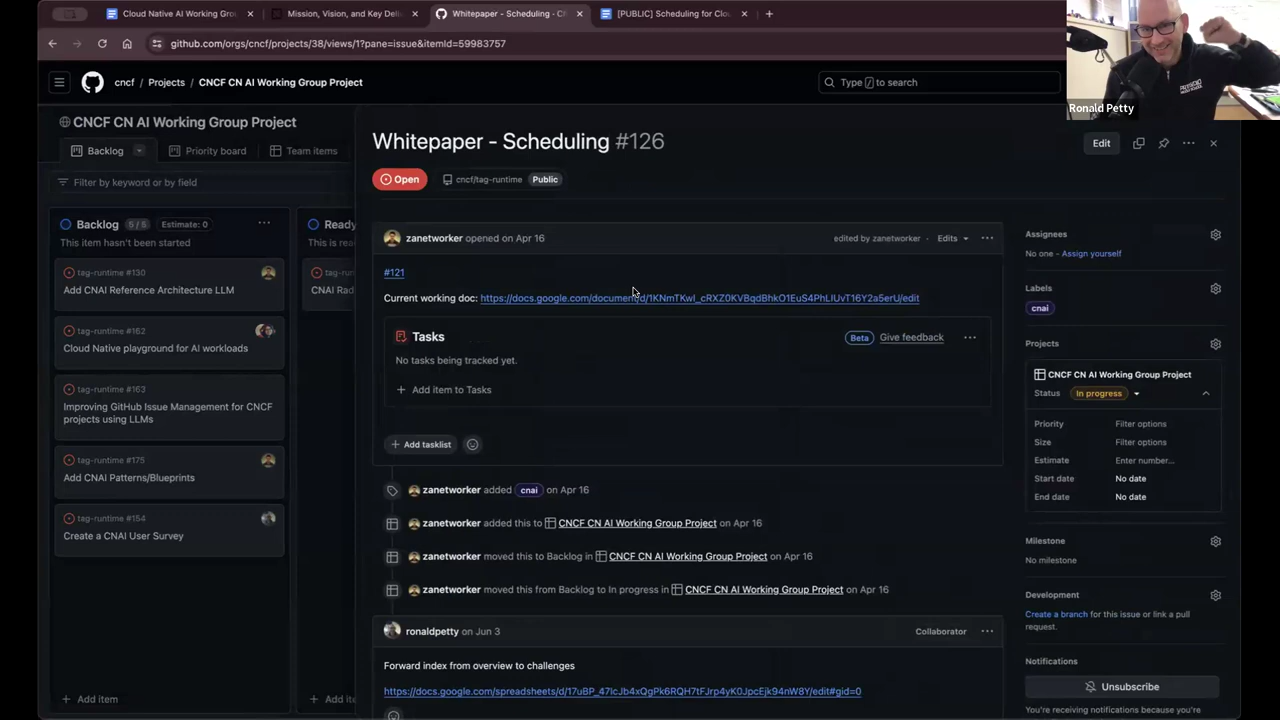 Cloud Native AI Working Gro
Mission, Vision, and Key Deli
Whitepaper - Scheduling - C
[PUBLIC] Scheduling for Clo
github.com/orgs/cncf/projects/38/views/1?pane=issue&itemId=59983757
cncf / Projects / CNCF CN AI Working Group Project
Type / to search
Ronald Petty
CNCF CN AI Working Group Project
Backlog
Priority board
Team items
Filter by keyword or by field
Backlog 5 / 5 Estimate: 0
This item hasn't been started
tag-runtime #130
Add CNAI Reference Architecture LLM
tag-runtime #162
Cloud Native playground for AI workloads
tag-runtime #163
Improving GitHub Issue Management for CNCF
projects using LLMs
tag-runtime #175
Add CNAI Patterns/Blueprints
tag-runtime #154
Create a CNAI User Survey
+ Add item
Ready
This is rea
tag-runt
CNAI Rad
+ Add ite
Whitepaper - Scheduling #126
Edit
Open
cncf/tag-runtime Public
zanetworker opened on Apr 16
edited by zanetworker · Edits
#121
Current working doc: https://docs.google.com/document/d/1KNmTKwl_cRXZ0KVBqdBhkO1EuS4PhLIUvT16Y2a5erU/edit
Tasks
Beta Give feedback
No tasks being tracked yet.
+ Add item to Tasks
+ Add tasklist
zanetworker added cnai on Apr 16
zanetworker added this to CNCF CN AI Working Group Project on Apr 16
zanetworker moved this to Backlog in CNCF CN AI Working Group Project on Apr 16
zanetworker moved this from Backlog to In progress in CNCF CN AI Working Group Project on Apr 16
ronaldpetty on Jun 3
Collaborator
Forward index from overview to challenges
https://docs.google.com/spreadsheets/d/17uBP_47lcJb4xQgPk6RQH7tFJrp4yK0JpcEjk94nW8Y/edit#gid=0
Assignees
No one - Assign yourself
Labels
cnai
Projects
CNCF CN AI Working Group Project
Status In progress
Priority Filter options
Size Filter options
Estimate Enter number...
Start date No date
End date No date
Milestone
No milestone
Development
Create a branch for this issue or link a pull
request.
Notifications
Unsubscribe
You're receiving notifications because you're